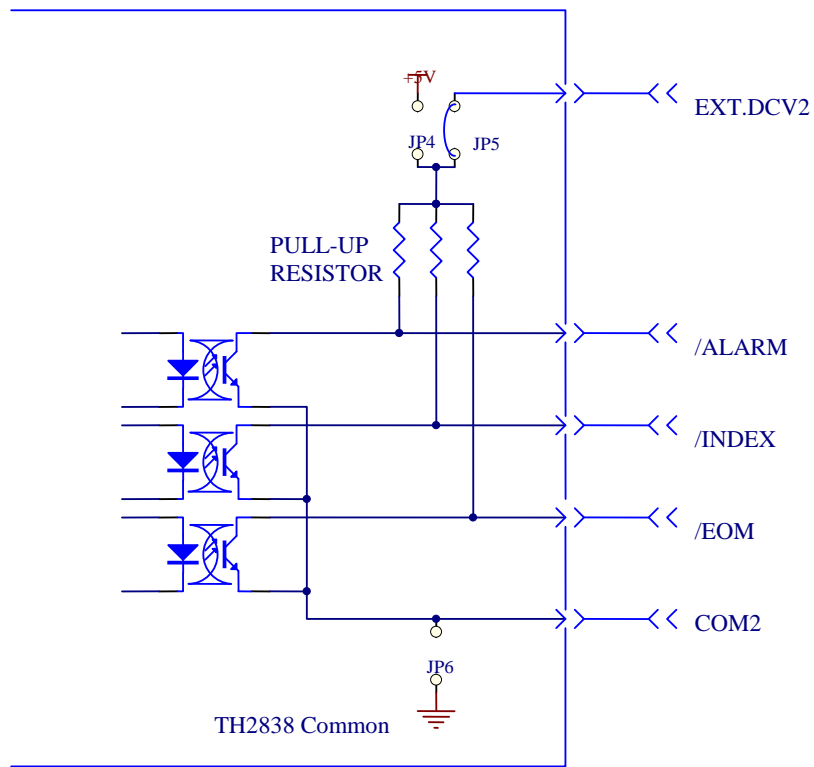 +5V
EXT.DCV2
JP4
JP5
PULL-UP
RESISTOR
/ALARM
/INDEX
/EOM
COM2
JP6
TH2838 Common